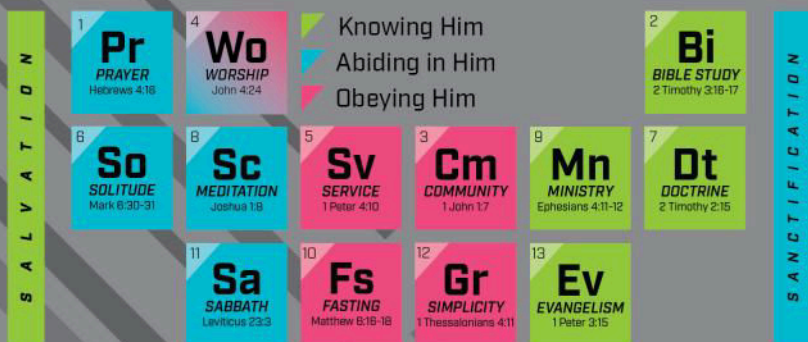 SALVATION
1
Pr
PRAYER
Hebrews 4:16
4
Wo
WORSHIP
John 4:24
Knowing Him
Abiding in Him
Obeying Him
2
Bi
BIBLE STUDY
2 Timothy 3:16-17
6
So
SOLITUDE
Mark 6:30-31
8
Sc
MEDITATION
Joshua 1:8
5
Sv
SERVICE
1 Peter 4:10
3
Cm
COMMUNITY
1 John 1:7
9
Mn
MINISTRY
Ephesians 4:11-12
7
Dt
DOCTRINE
2 Timothy 2:15
11
Sa
SABBATH
Leviticus 23:3
10
Fs
FASTING
Matthew 6:16-18
12
Gr
SIMPLICITY
1 Thessalonians 4:11
13
Ev
EVANGELISM
1 Peter 3:15
SANCTIFICATION